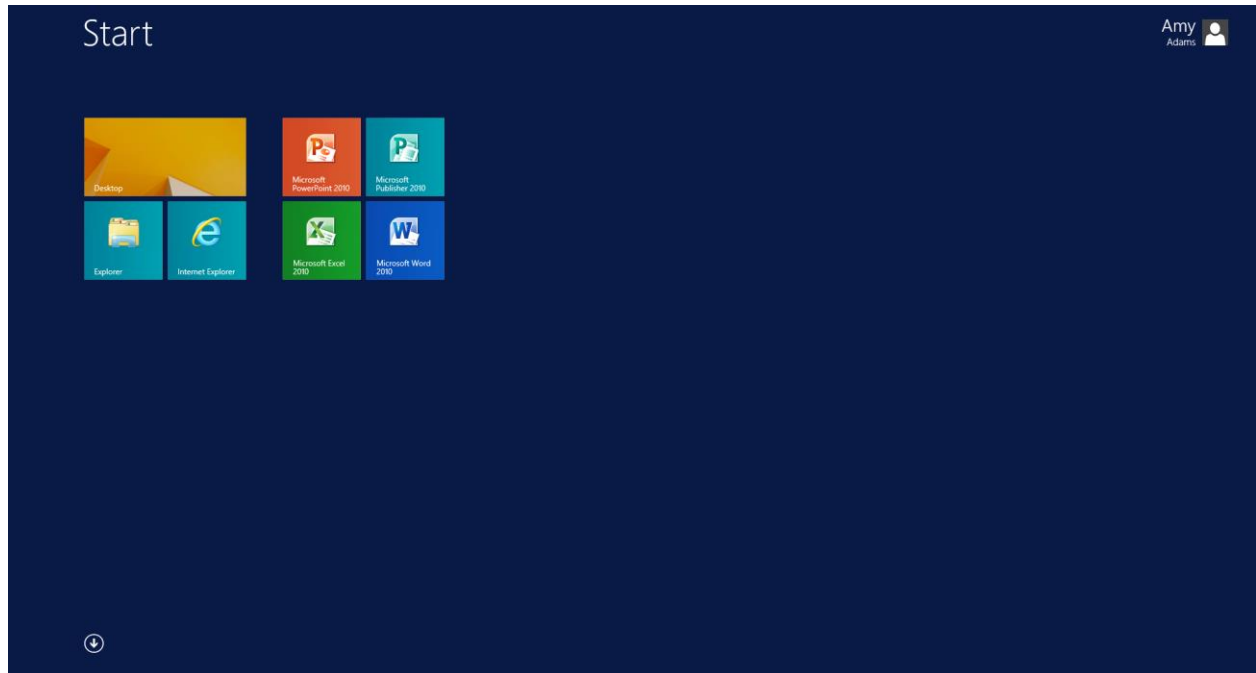 Start
Amy
Adams
Desktop
Microsoft
PowerPoint 2010
Microsoft
Publisher 2010
Explorer
Internet Explorer
Microsoft Excel
2010
Microsoft Word
2010